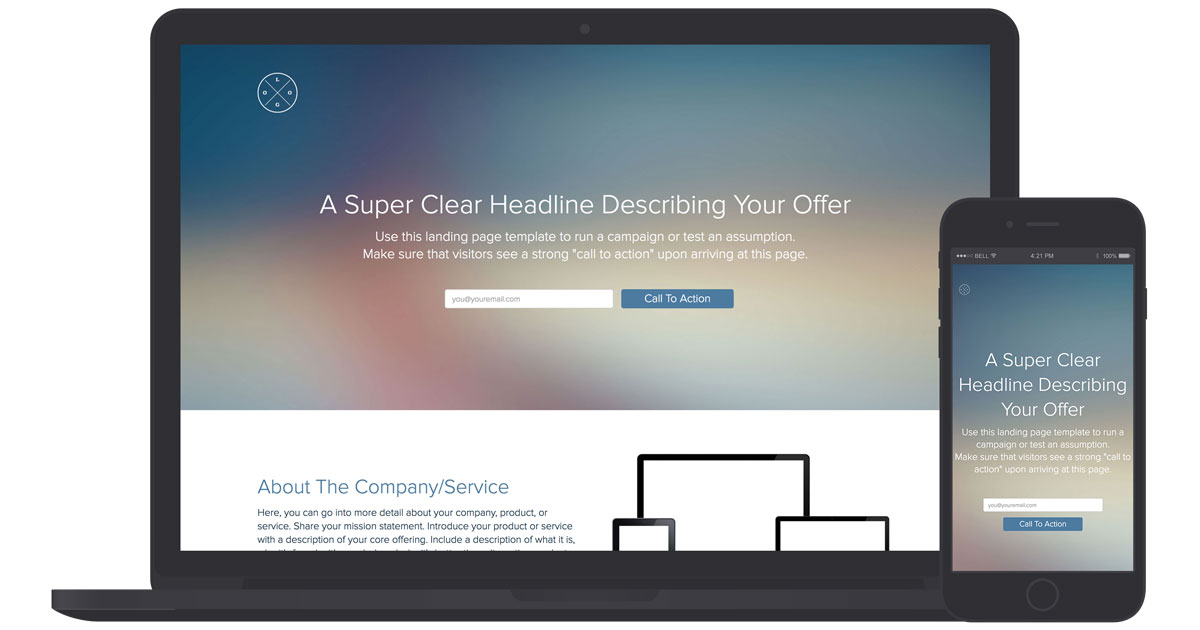 L
O O
G
A Super Clear Headline Describing Your Offer
Use this landing page template to run a campaign or test an assumption.
Make sure that visitors see a strong "call to action" upon arriving at this page.
you@youremail.com
Call To Action
About The Company/Service
Here, you can go into more detail about your company, product, or
service. Share your mission statement. Introduce your product or service
with a description of your core offering. Include a description of what it is,
BELL 4:21 PM 100%
A Super Clear
Headline Describing
Your Offer
Use this landing page template to run a
campaign or test an assumption.
Make sure that visitors see a strong "call to
action" upon arriving at this page.
you@youremail.com
Call To Action